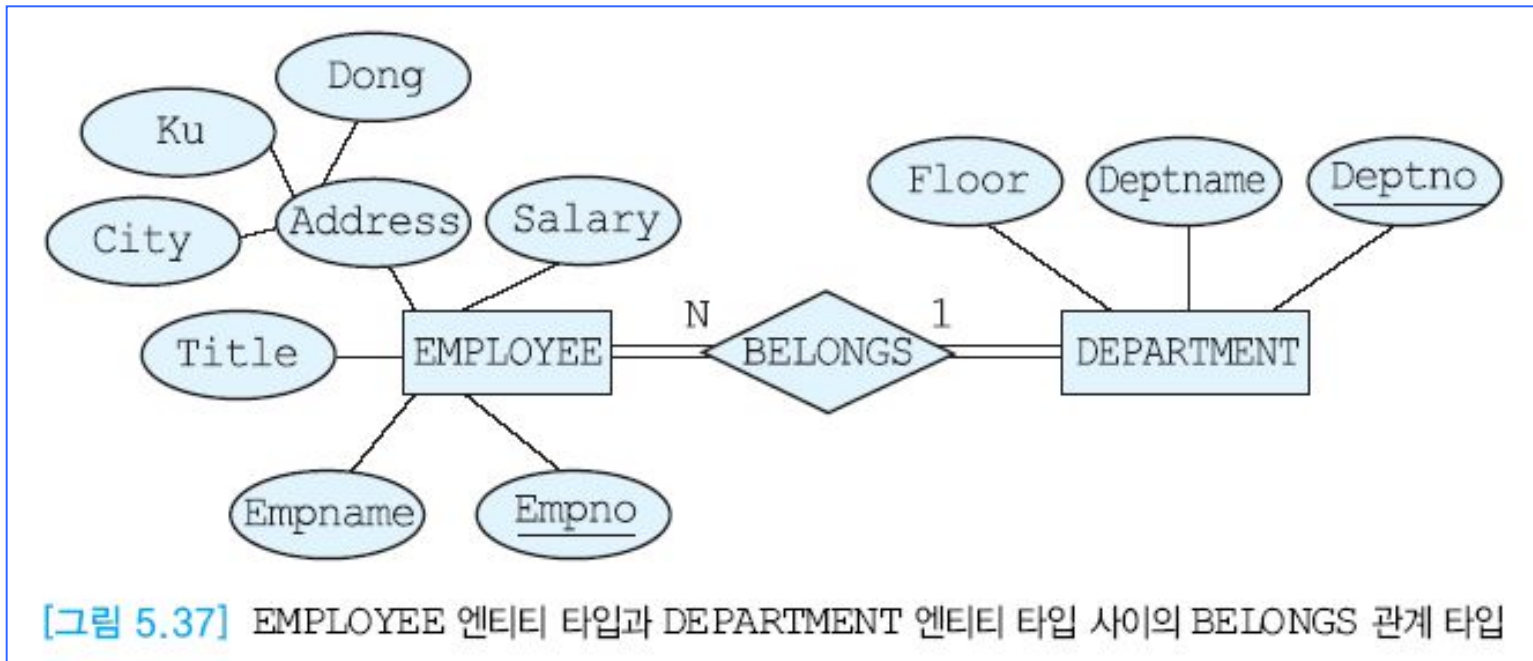 Dong
Ku
Floor
Deptname
Deptno
Address
Salary
City
N
1
Title
EMPLOYEE
BELONGS
DEPARTMENT
Empname
Empno
[그림 5.37] EMPLOYEE 엔티티 타입과 DEPARTMENT 엔티티 타입 사이의 BELONGS 관계 타입